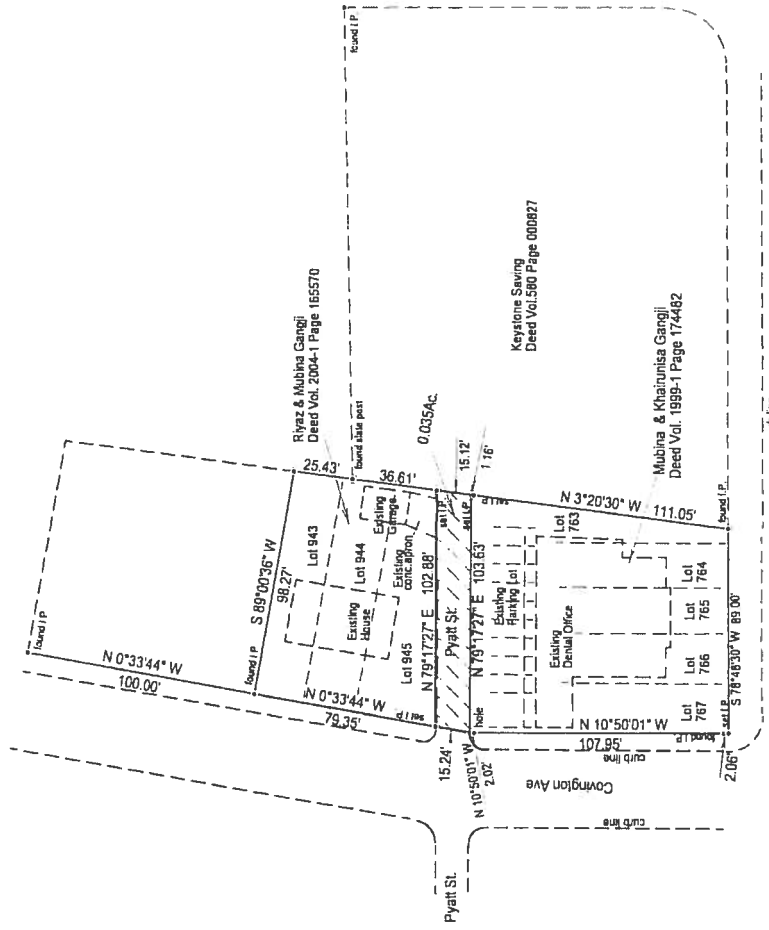 found I.P.
found I.P.
N 0°33'44" W
100.00'
found I.P.
S 89°00'36" W
98.27'
Riyaz & Mubina Gangji
Deed Vol. 2004-1 Page 165570
25.43'
found slate post
36.61'
Lot 943
Lot 944
Existing
Garage
Existing
House
Existing
conc.apron
N 0°33'44" W
79.35'
Lot 945
set I.P.
set I.P.
N 79°17'27" E 102.88'
0.035Ac.
Pyatt St.
15.24'
15.12'
1.16'
Pyatt St.
N 10°50'01" W
2.02'
hole
N 79°17'27" E 103.63'
set I.P.
set I.P.
Keystone Saving
Deed Vol.580 Page 000827
Existing
Parking Lot
Existing
Dental Office
Mubina & Khairunisa Gangji
Deed Vol. 1999-1 Page 174482
N 3°20'30" W 111.05'
Lot
763
Lot
764
Lot
765
Lot
766
Lot
767
N 10°50'01" W
107.95'
curb line
Covington Ave
curb line
found I.P.
set I.P.
2.06'
S 78°46'30" W 89.00'
found I.P.